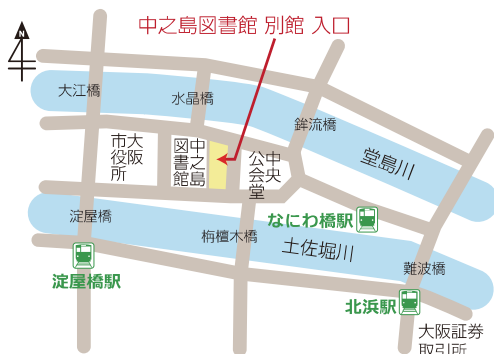 中之島図書館 別館 入口
N
大江橋
水晶橋
鉾流橋
堂島川
大阪
市役所
中之島
図書館
中央
公会堂
淀屋橋
栴檀木橋
なにわ橋駅
土佐堀川
難波橋
淀屋橋駅
北浜駅
大阪証券
取引所